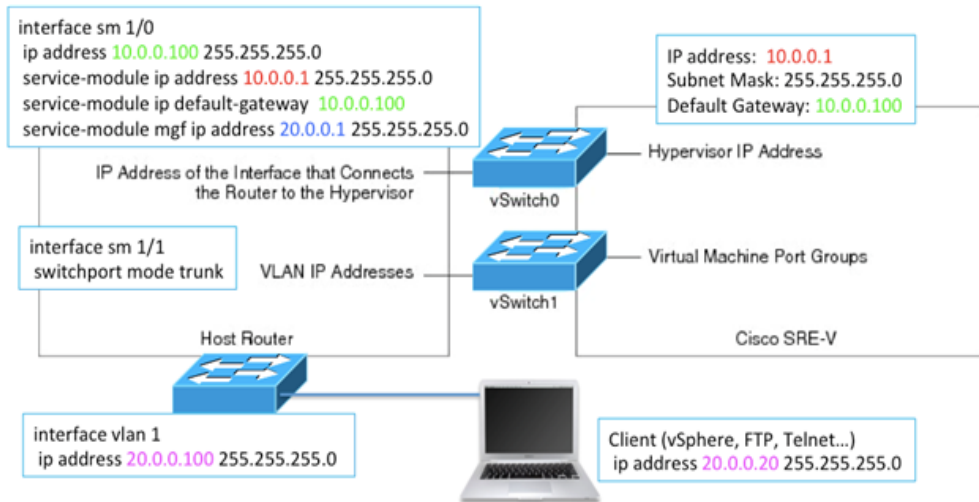 interface sm 1/0
ip address 10.0.0.100 255.255.255.0
service-module ip address 10.0.0.1 255.255.255.0
service-module ip default-gateway 10.0.0.100
service-module mgf ip address 20.0.0.1 255.255.255.0
IP address: 10.0.0.1
Subnet Mask: 255.255.255.0
Default Gateway: 10.0.0.100
IP Address of the Interface that Connects
the Router to the Hypervisor
Hypervisor IP Address
vSwitch0
interface sm 1/1
switchport mode trunk
VLAN IP Addresses
Virtual Machine Port Groups
vSwitch1
Host Router
Cisco SRE-V
interface vlan 1
ip address 20.0.0.100 255.255.255.0
Client (vSphere, FTP, Telnet...)
ip address 20.0.0.20 255.255.255.0